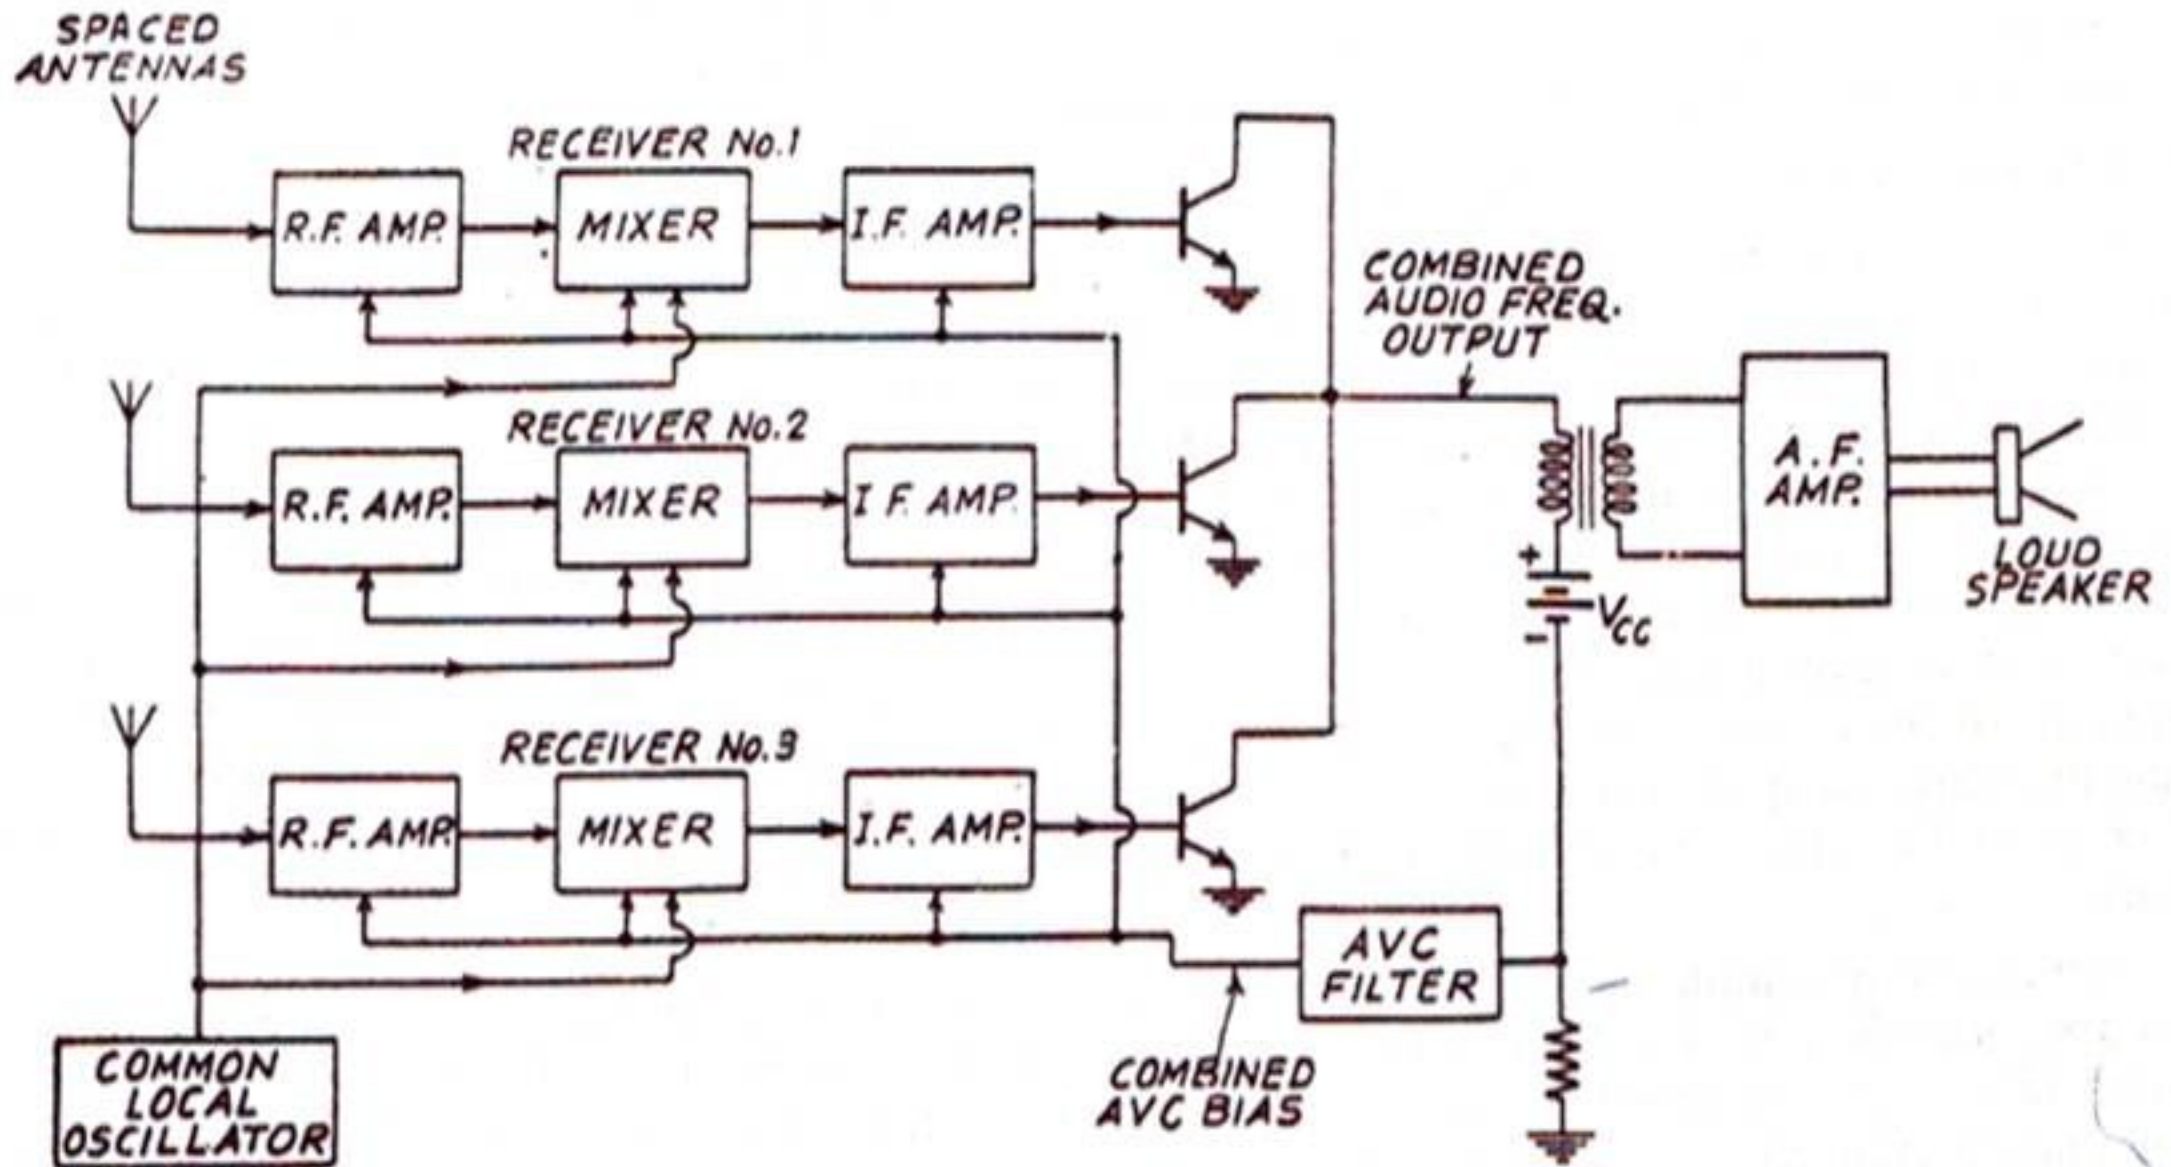 SPACED
ANTENNAS
RECEIVER No.1
R.F. AMP.
MIXER
I.F. AMP.
COMBINED
AUDIO FREQ.
OUTPUT
RECEIVER No.2
R.F. AMP.
MIXER
I F. AMP.
A.F.
AMP.
LOUD
SPEAKER
+
VCC
-
RECEIVER No.3
R.F. AMP.
MIXER
I.F. AMP.
AVC
FILTER
COMMON
LOCAL
OSCILLATOR
COMBINED
AVC BIAS